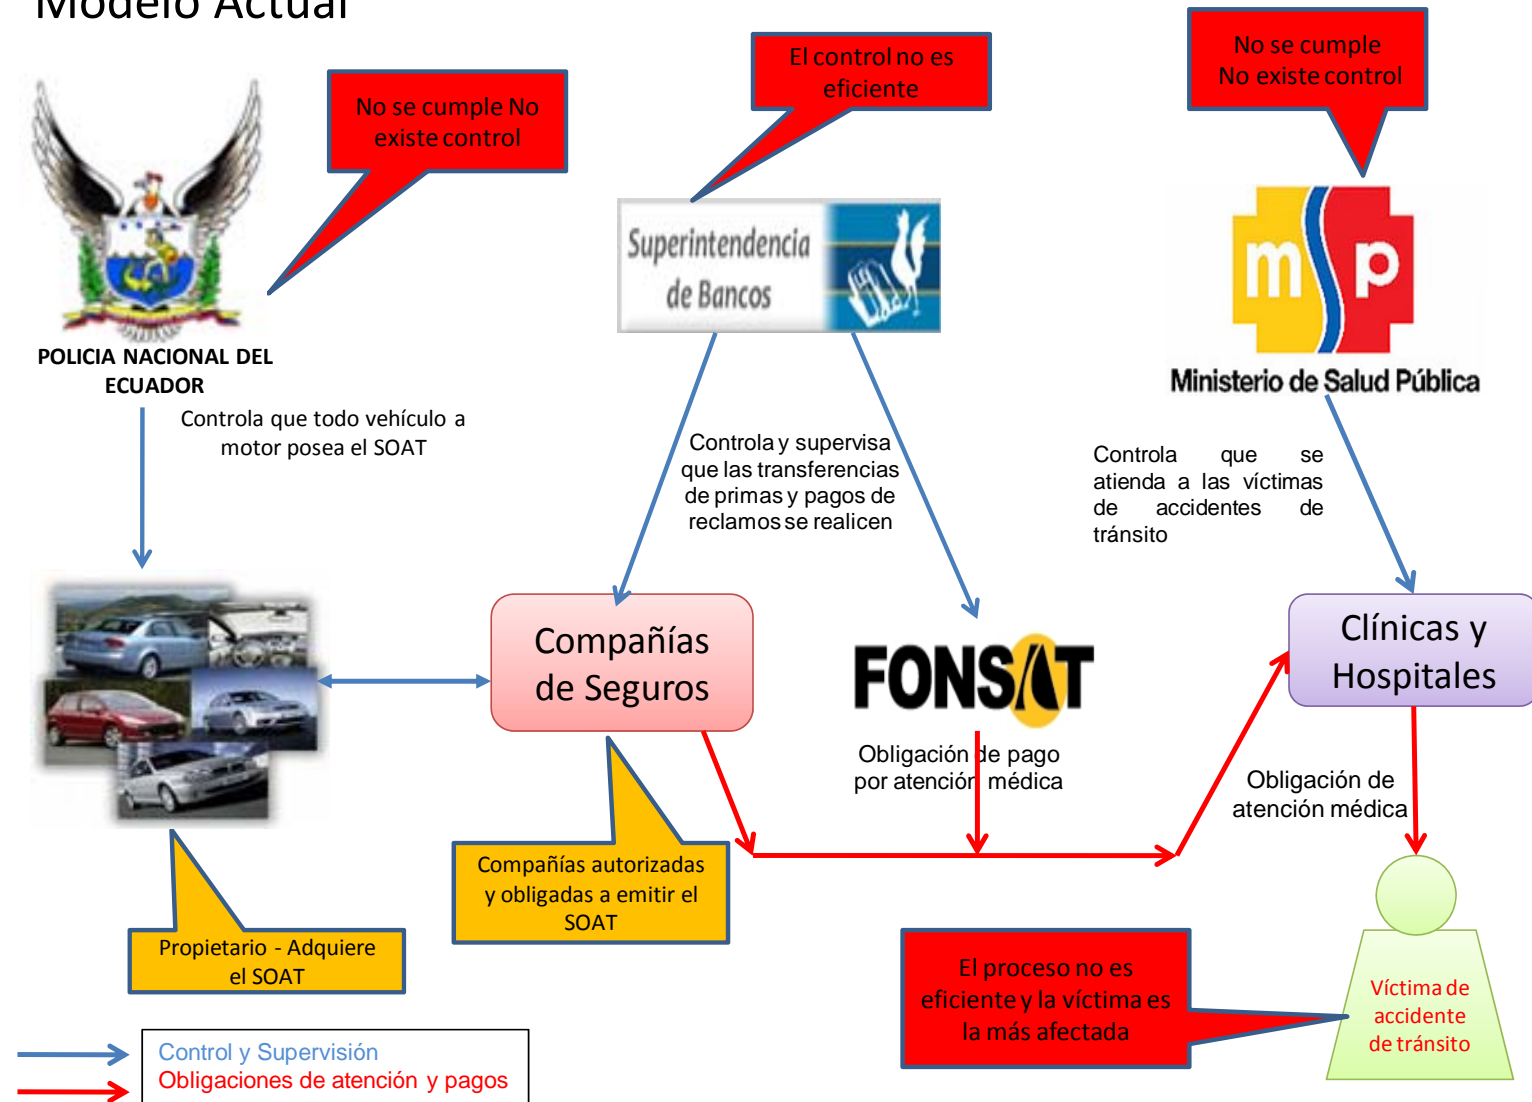 Modelo Actual
No se cumple No
existe control
El control no es
eficiente
No se cumple
No existe control
POLICIA NACIONAL DEL
ECUADOR
Superintendencia
de Bancos
msp
Ministerio de Salud Pública
Controla que todo vehículo a
motor posea el SOAT
Controla y supervisa
que las transferencias
de primas y pagos de
reclamos se realicen
Controla que se
atienda a las víctimas
de accidentes de
tránsito
Compañías
de Seguros
FONSAT
Clínicas y
Hospitales
Obligación de pago
por atención médica
Obligación de
atención médica
Compañías autorizadas
y obligadas a emitir el
SOAT
Propietario - Adquiere
el SOAT
El proceso no es
eficiente y la víctima es
la más afectada
Víctima de
accidente
de tránsito
Control y Supervisión
Obligaciones de atención y pagos